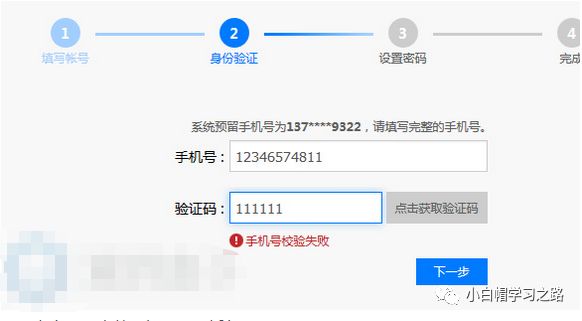 1 2 3 4
填写帐号 身份验证 设置密码 完成
系统预留手机号为137****9322，请填写完整的手机号。
手机号： 12346574811
验证码： 111111 点击获取验证码
手机号校验失败
下一步
小白帽学习之路